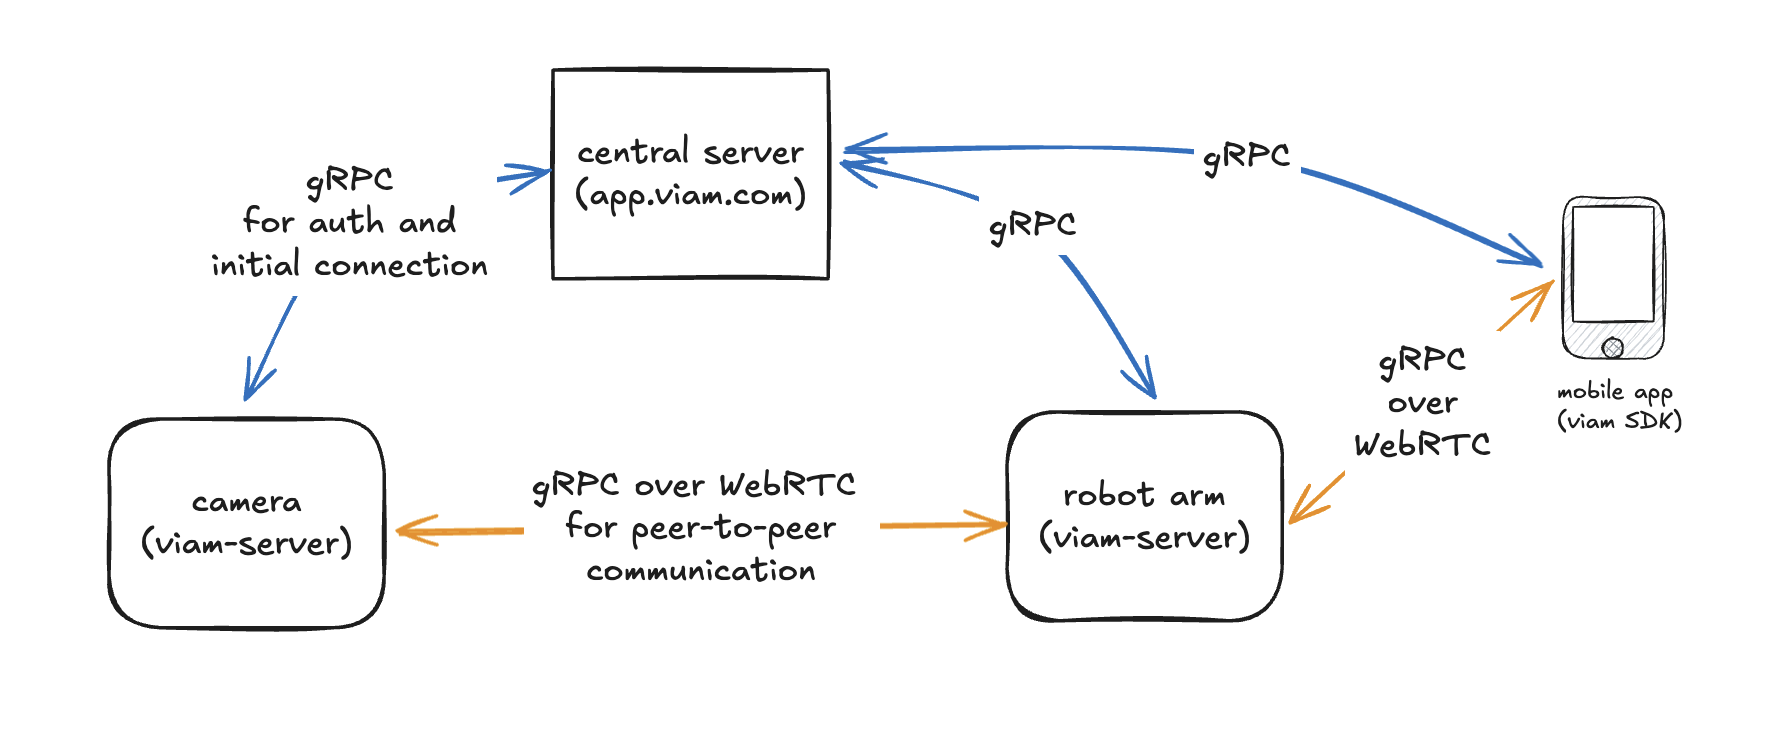 central server
(app.viam.com)
gRPC
for auth and
initial connection
gRPC
gRPC
gRPC
over
WebRTC
mobile app
(viam SDK)
camera
(viam-server)
gRPC over WebRTC
for peer-to-peer
communication
robot arm
(viam-server)